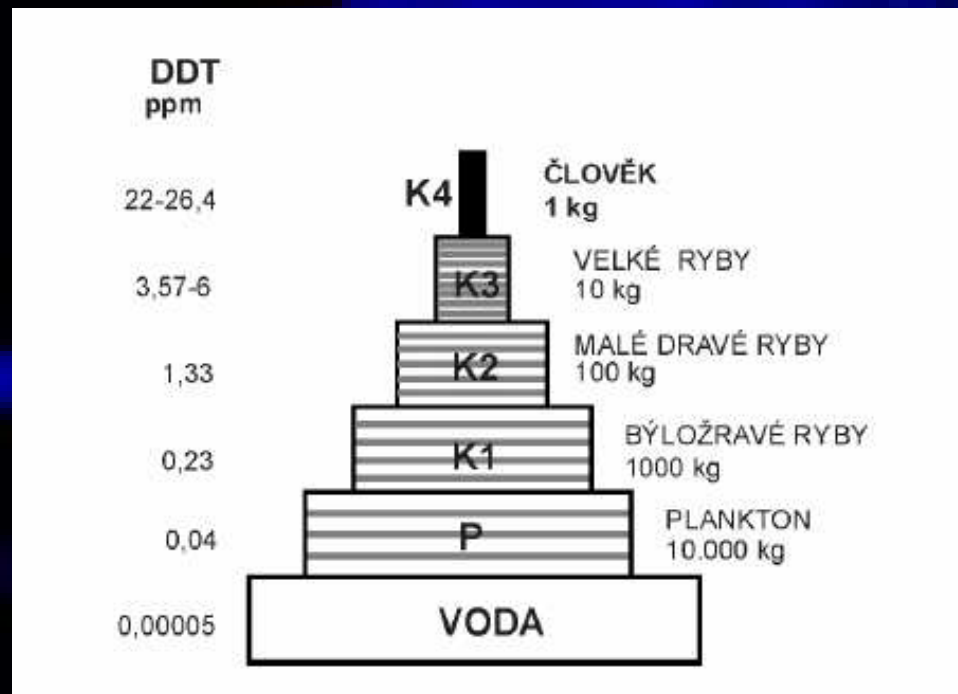 DDT
ppm
22-26,4
K4
ČLOVĚK
1 kg
3,57-6
K3
VELKÉ RYBY
10 kg
1,33
K2
MALÉ DRAVÉ RYBY
100 kg
0,23
K1
BÝLOŽRAVÉ RYBY
1000 kg
0,04
P
PLANKTON
10.000 kg
0,00005
VODA